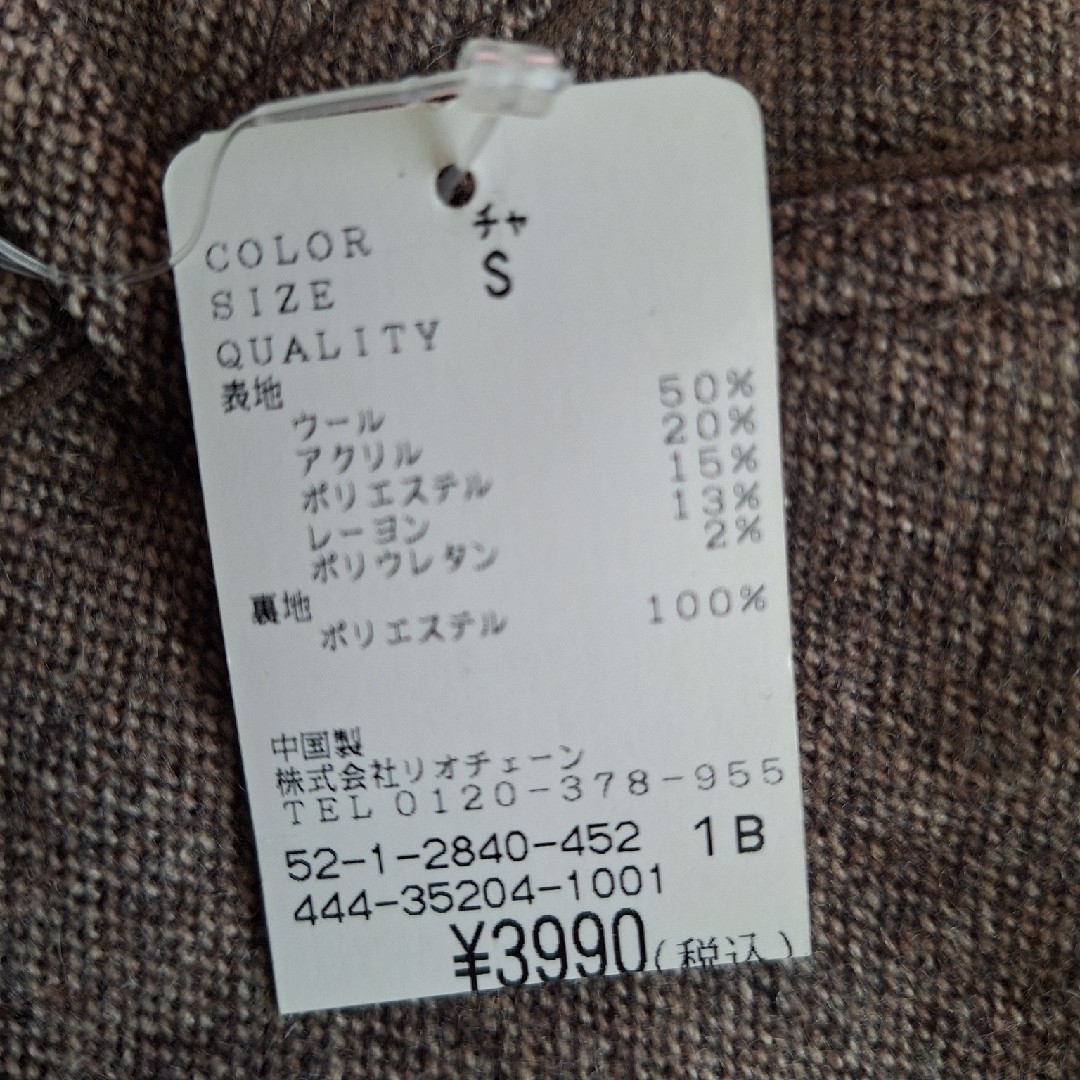 COLOR チャ
SIZE S
QUALITY
表地
ウール 50%
アクリル 20%
ポリエステル 15%
レーヨン 13%
ポリウレタン 2%
裏地
ポリエステル 100%
中国製
株式会社リオチェーン
TEL 0120-378-955
52-1-2840-452 1B
444-35204-1001
¥3990(税込)